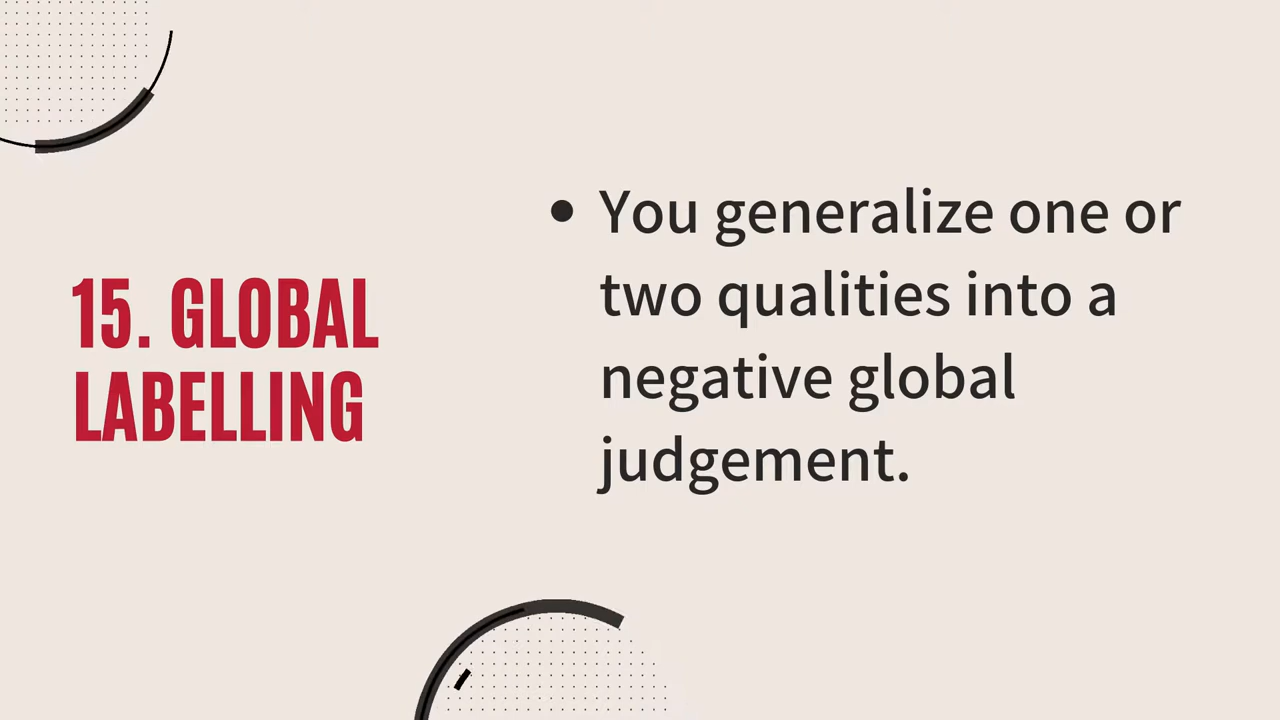 15. GLOBAL
LABELLING
• You generalize one or
two qualities into a
negative global
judgement.